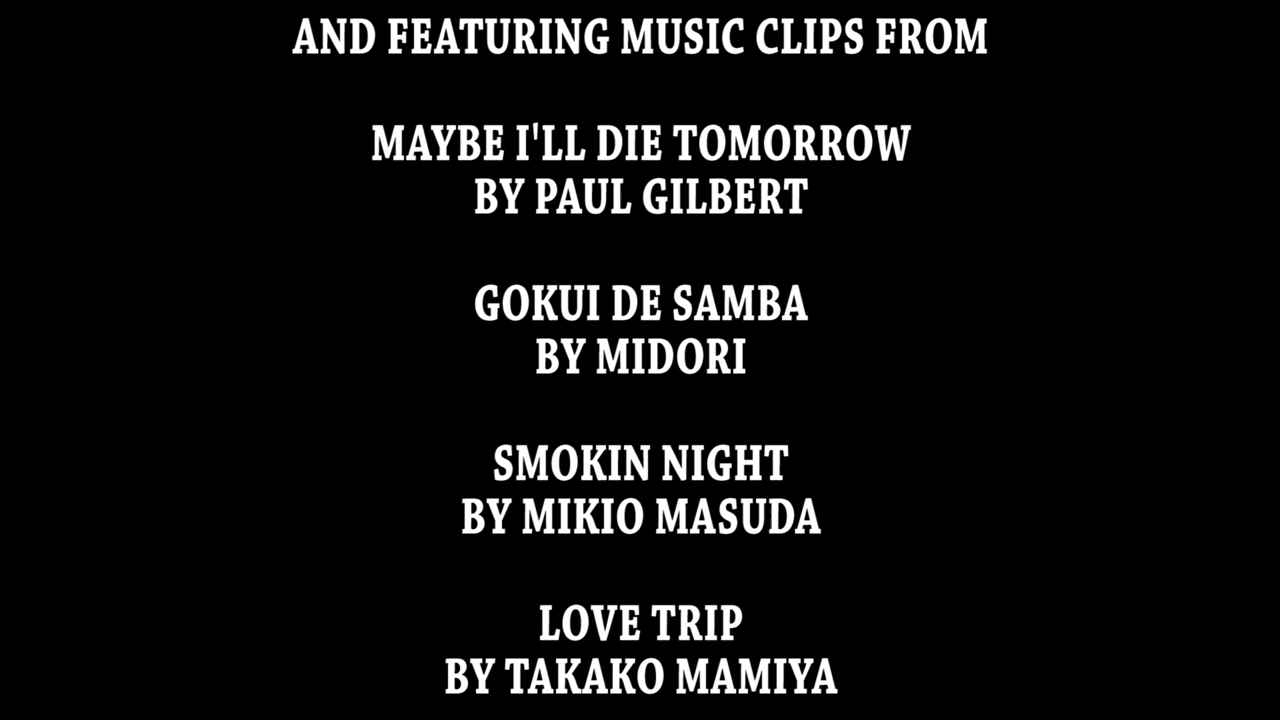 AND FEATURING MUSIC CLIPS FROM
MAYBE I'LL DIE TOMORROW
BY PAUL GILBERT
GOKUI DE SAMBA
BY MIDORI
SMOKIN NIGHT
BY MIKIO MASUDA
LOVE TRIP
BY TAKAKO MAMIYA